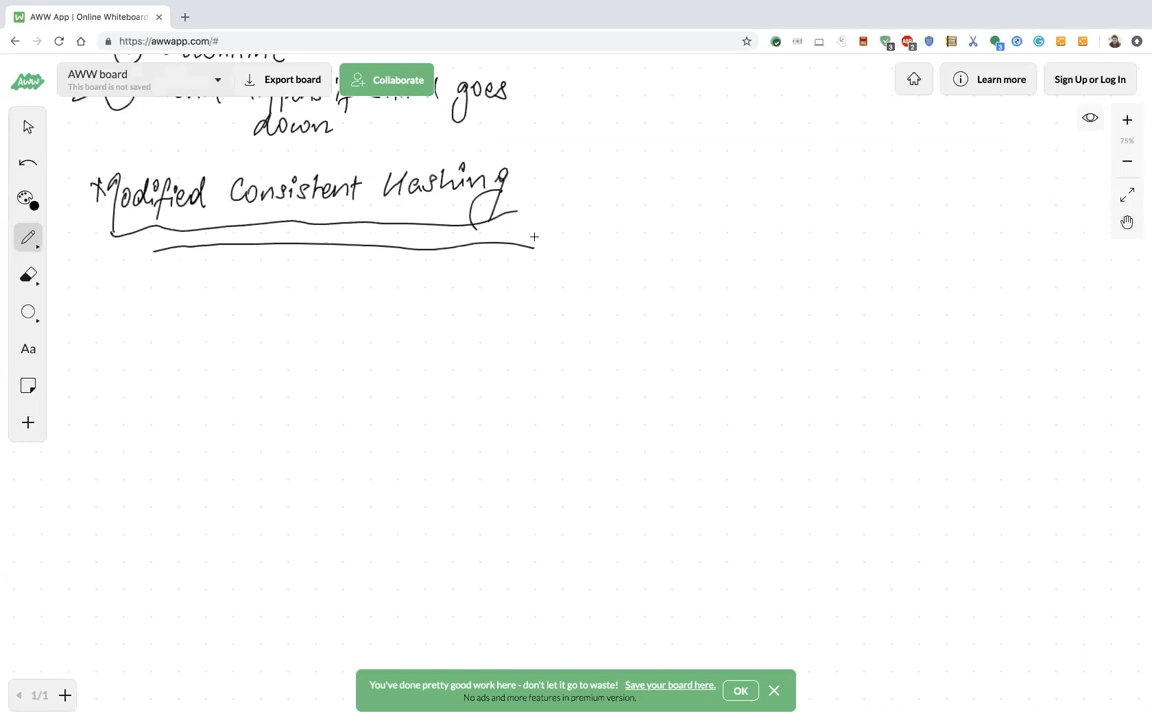 AWW App | Online Whiteboard
https://awwapp.com/#
AWW
AWW board
This board is not saved
Export board
Collaborate
Learn more
Sign Up or Log In
goes
down
*Modified Consistent Hashing
75%
Aa
1/1
You've done pretty good work here - don't let it go to waste! Save your board here.
No ads and more features in premium version.
OK